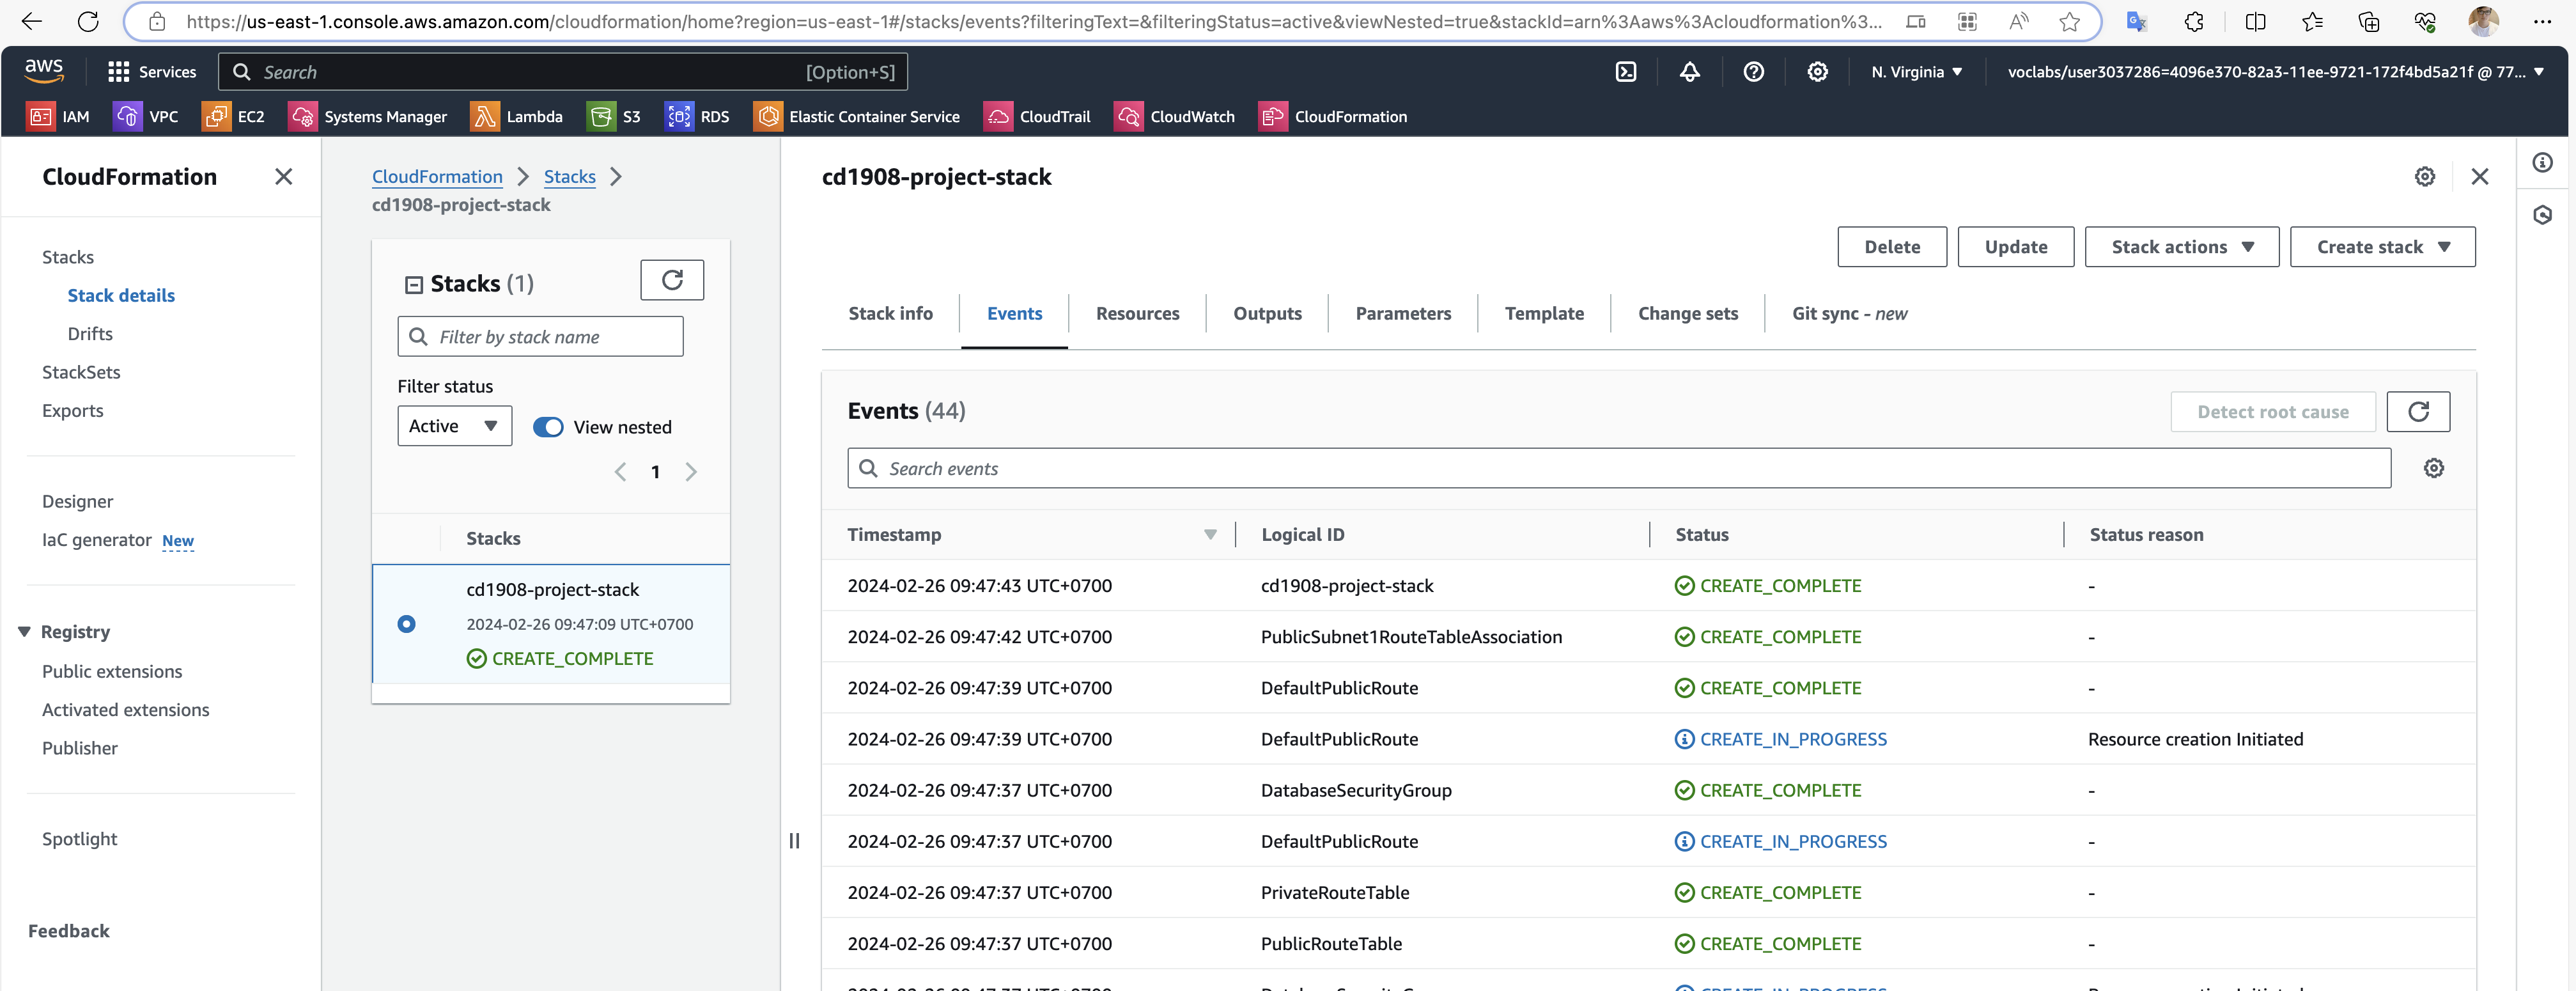 https://us-east-1.console.aws.amazon.com/cloudformation/home?region=us-east-1#/stacks/events?filteringText=&filteringStatus=active&viewNested=true&stackId=arn%3Aaws%3Acloudformation%3...
aws
Services
Search
[Option+S]
N. Virginia
voclabs/user3037286=4096e370-82a3-11ee-9721-172f4bd5a21f @ 77...
IAM
VPC
EC2
Systems Manager
Lambda
S3
RDS
Elastic Container Service
CloudTrail
CloudWatch
CloudFormation
CloudFormation
Stacks
Stack details
Drifts
StackSets
Exports
Designer
IaC generator New
Registry
Public extensions
Activated extensions
Publisher
Spotlight
Feedback
CloudFormation
Stacks
cd1908-project-stack
Stacks (1)
Filter by stack name
Filter status
Active
View nested
1
Stacks
cd1908-project-stack
2024-02-26 09:47:09 UTC+0700
CREATE_COMPLETE
cd1908-project-stack
Delete
Update
Stack actions
Create stack
Stack info
Events
Resources
Outputs
Parameters
Template
Change sets
Git sync - new
Events (44)
Detect root cause
Search events
Timestamp Logical ID Status Status reason
2024-02-26 09:47:43 UTC+0700 cd1908-project-stack CREATE_COMPLETE -
2024-02-26 09:47:42 UTC+0700 PublicSubnet1RouteTableAssociation CREATE_COMPLETE -
2024-02-26 09:47:39 UTC+0700 DefaultPublicRoute CREATE_COMPLETE -
2024-02-26 09:47:39 UTC+0700 DefaultPublicRoute CREATE_IN_PROGRESS Resource creation Initiated
2024-02-26 09:47:37 UTC+0700 DatabaseSecurityGroup CREATE_COMPLETE -
2024-02-26 09:47:37 UTC+0700 DefaultPublicRoute CREATE_IN_PROGRESS -
2024-02-26 09:47:37 UTC+0700 PrivateRouteTable CREATE_COMPLETE -
2024-02-26 09:47:37 UTC+0700 PublicRouteTable CREATE_COMPLETE -